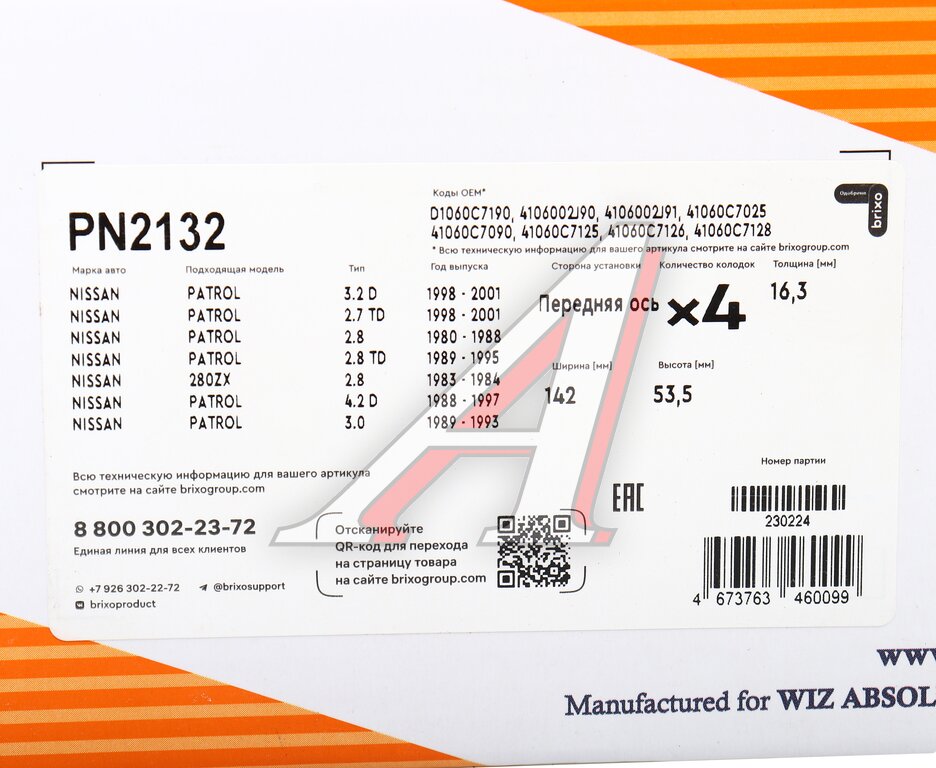 Коды OEM*
Одобрено
brixo
PN2132
D1060C7190, 4106002J90, 4106002J91, 41060C7025
41060C7090, 41060C7125, 41060C7126, 41060C7128
* Всю техническую информацию для вашего артикула смотрите на сайте brixogroup.com
Марка авто Подходящая модель Тип Год выпуска Сторона установки Количество колодок Толщина [мм]
NISSAN PATROL 3.2 D 1998 - 2001
NISSAN PATROL 2.7 TD 1998 - 2001
NISSAN PATROL 2.8 1980 - 1988
NISSAN PATROL 2.8 TD 1989 - 1995
NISSAN 280ZX 2.8 1983 - 1984
NISSAN PATROL 4.2 D 1988 - 1997
NISSAN PATROL 3.0 1989 - 1993
Передняя ось ×4 16,3
Ширина [мм] Высота [мм]
142 53,5
Всю техническую информацию для вашего артикула
смотрите на сайте brixogroup.com
8 800 302-23-72
Единая линия для всех клиентов
+7 926 302-22-72 @brixosupport
brixoproduct
Отсканируйте
QR-код для перехода
на страницу товара
на сайте brixogroup.com
EAC
Номер партии
230224
4 673763 460099
www
Manufactured for WIZ ABSOL